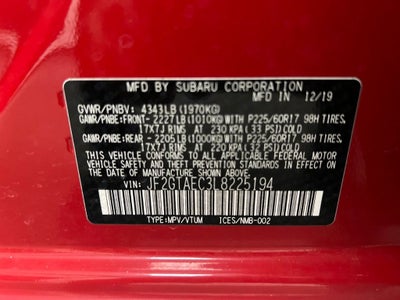 MFD BY SUBARU CORPORATION
MFD IN 12/19
GVWR/PNBV: 4343LB (1970KG)
GAWR/PNBE:FRONT- 2227LB(1010KG)WITH P225/60R17 98H TIRES
17X7J RIMS AT 230 KPA( 33 PSI)COLD
GAWR/PNBE:REAR - 2205LB(1000KG)WITH P225/60R17 98H TIRES
17X7J RIMS AT 220 KPA( 32 PSI)COLD
THIS VEHICLE CONFORMS TO ALL APPLICABLE FEDERAL MOTOR
VEHICLE SAFETY AND THEFT PREVENTION STANDARDS IN EFFECT
ON THE DATE OF MANUFACTURE SHOWN ABOVE.
VIN: JF2GTAEC3L8225194
TYPE:MPV/VTUM ICES/NMB-002